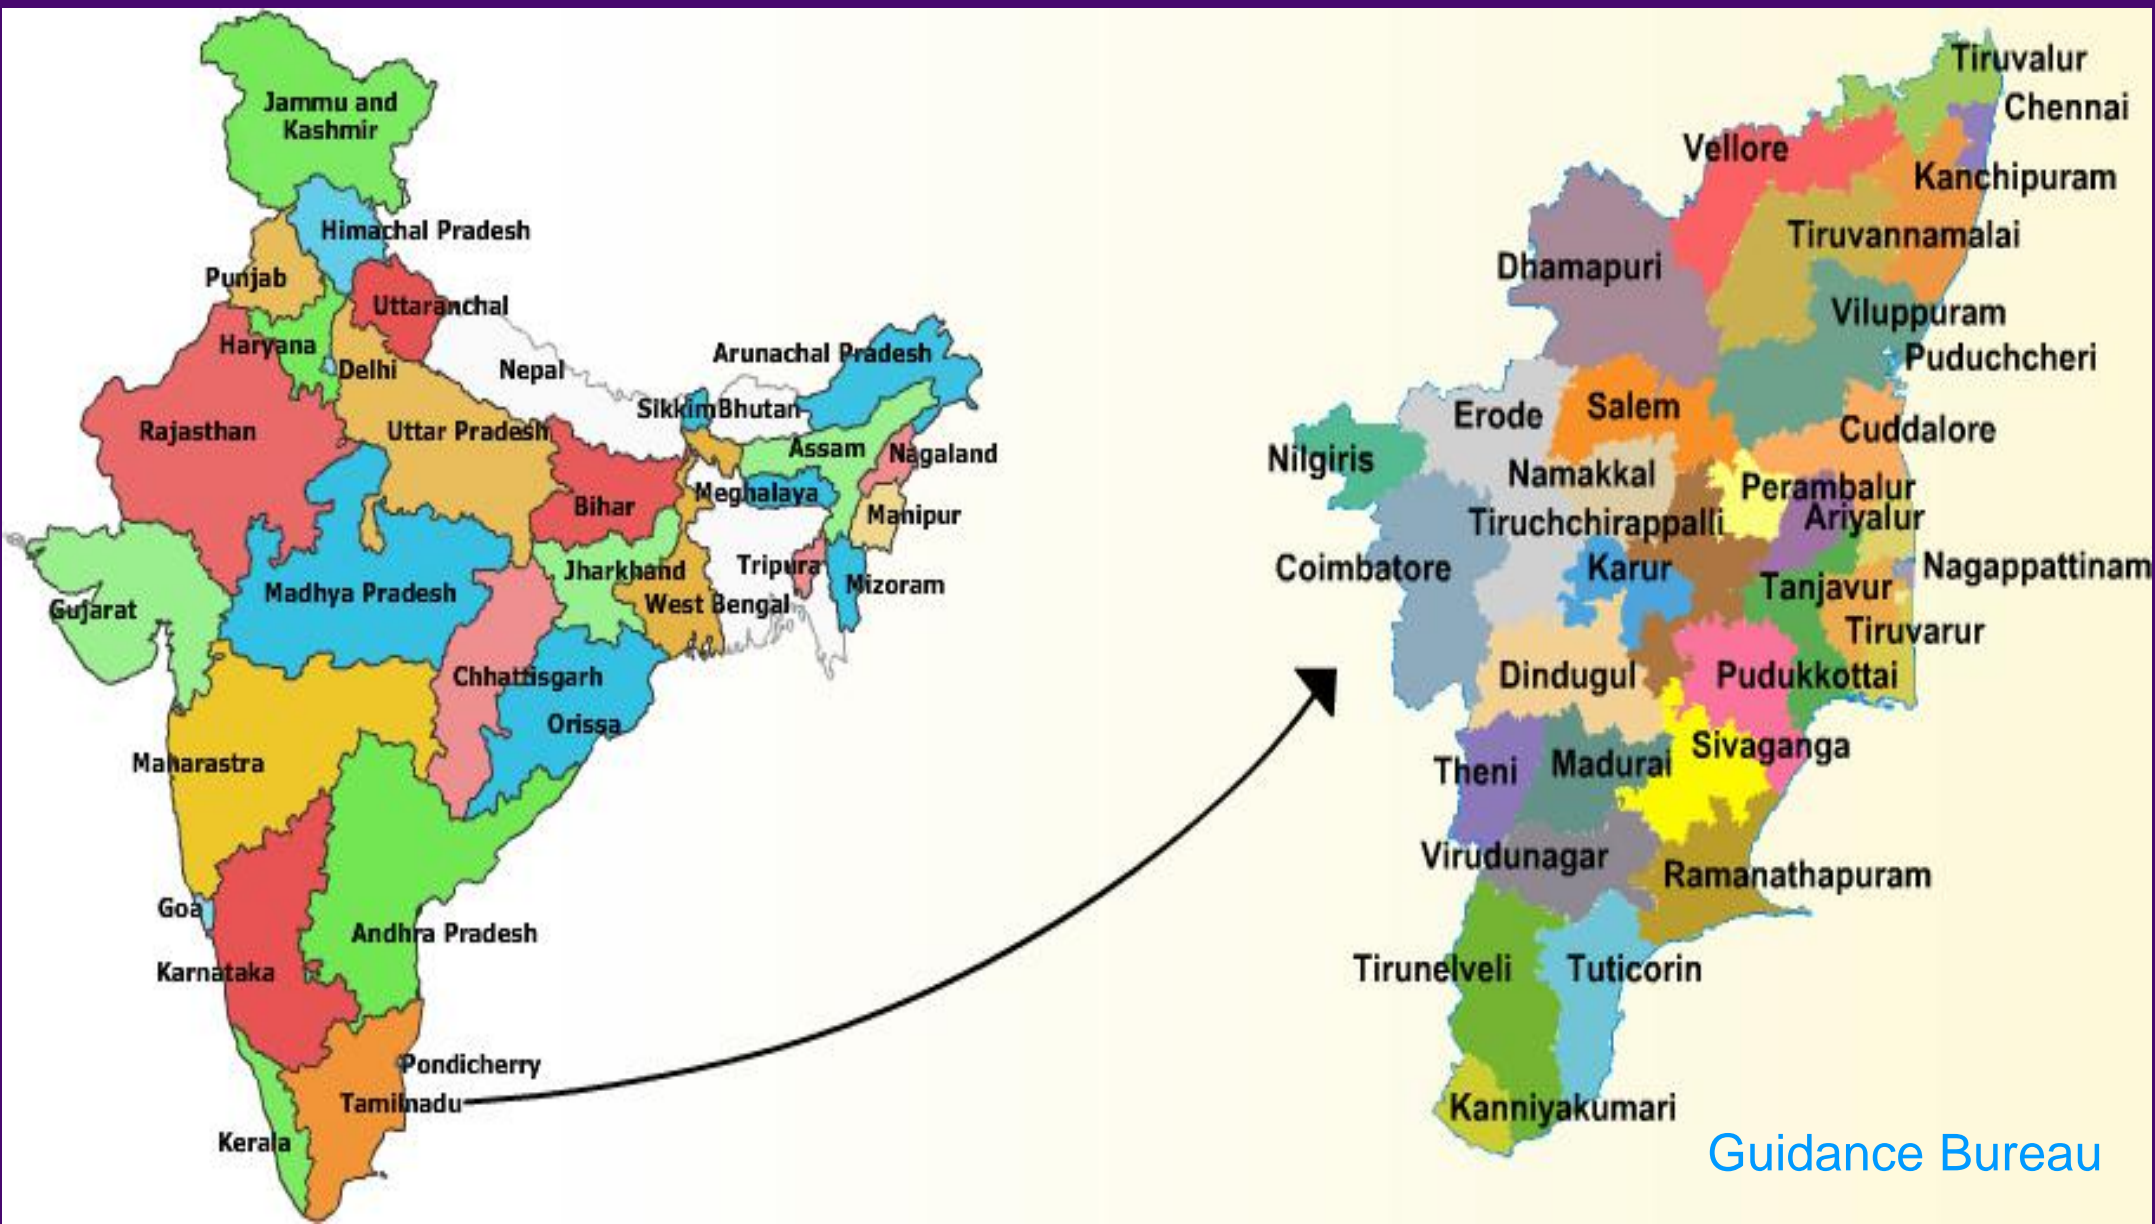 Jammu and
Kashmir
Himachal Pradesh
Punjab
Uttaranchal
Haryana
Delhi
Nepal
Arunachal Pradesh
Sikkim
Bhutan
Rajasthan
Uttar Pradesh
Assam
Nagaland
Bihar
Meghalaya
Manipur
Tripura
Jharkhand
Mizoram
Madhya Pradesh
West Bengal
Gujarat
Chhattisgarh
Orissa
Maharastra
Goa
Andhra Pradesh
Karnataka
Pondicherry
Tamilnadu
Kerala
Tiruvalur
Chennai
Vellore
Kanchipuram
Tiruvannamalai
Dhamapuri
Viluppuram
Puduchcheri
Salem
Erode
Cuddalore
Nilgiris
Namakkal
Perambalur
Ariyalur
Tiruchchirappalli
Coimbatore
Karur
Nagappattinam
Tanjavur
Tiruvarur
Dindugul
Pudukkottai
Sivaganga
Theni
Madurai
Virudunagar
Ramanathapuram
Tirunelveli
Tuticorin
Kanniyakumari
Guidance Bureau